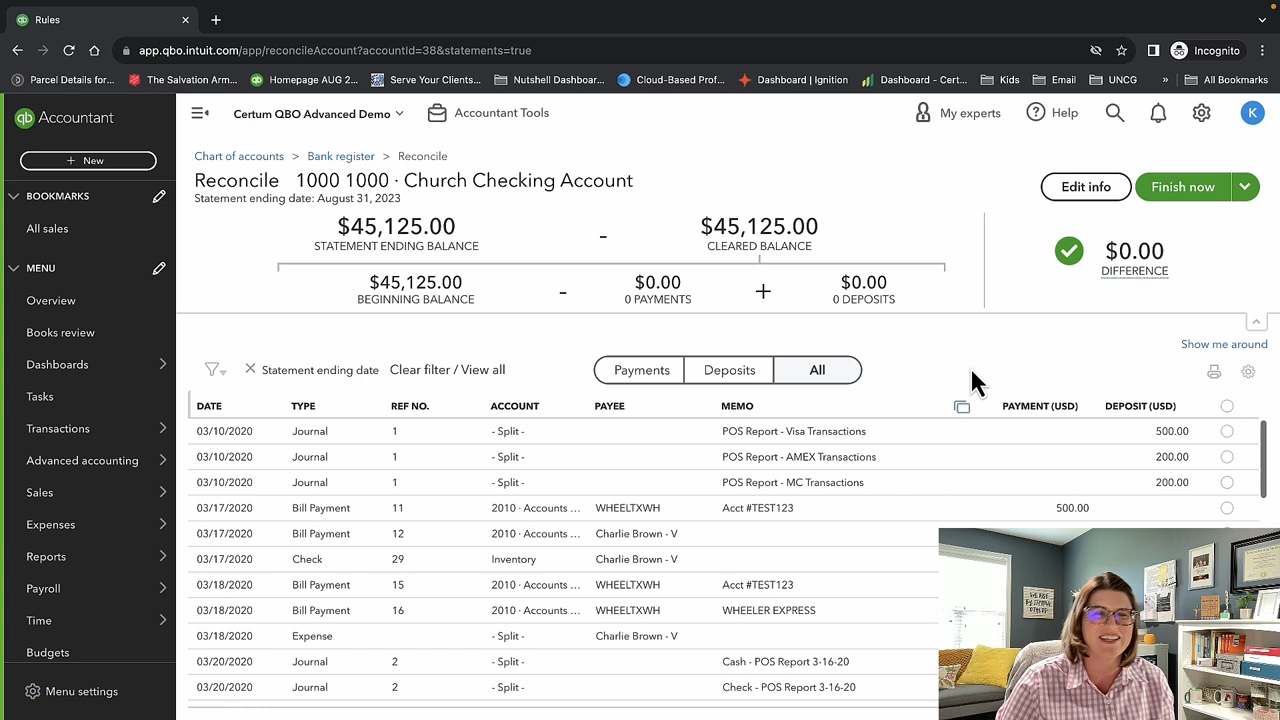 Rules
app.qbo.intuit.com/app/reconcileAccount?accountId=38&statements=true
Incognito
Parcel Details for...
The Salvation Arm...
Homepage AUG 2...
Serve Your Clients...
Nutshell Dashboar...
Cloud-Based Prof...
Dashboard | Ignition
Dashboard - Cert...
Kids
Email
UNCG
»
All Bookmarks
qb Accountant
Certum QBO Advanced Demo
Accountant Tools
My experts
Help
K
+ New
BOOKMARKS
All sales
MENU
Overview
Books review
Dashboards
Tasks
Transactions
Advanced accounting
Sales
Expenses
Reports
Payroll
Time
Budgets
Menu settings
Chart of accounts > Bank register > Reconcile
Reconcile 1000 1000 · Church Checking Account
Statement ending date: August 31, 2023
Edit info
Finish now
$45,125.00 - $45,125.00
STATEMENT ENDING BALANCE CLEARED BALANCE
$0.00
DIFFERENCE
$45,125.00 - $0.00 + $0.00
BEGINNING BALANCE 0 PAYMENTS 0 DEPOSITS
Show me around
Statement ending date Clear filter / View all
Payments Deposits All
DATE TYPE REF NO. ACCOUNT PAYEE MEMO PAYMENT (USD) DEPOSIT (USD)
03/10/2020 Journal 1 - Split - POS Report - Visa Transactions 500.00
03/10/2020 Journal 1 - Split - POS Report - AMEX Transactions 200.00
03/10/2020 Journal 1 - Split - POS Report - MC Transactions 200.00
03/17/2020 Bill Payment 11 2010 · Accounts ... WHEELTXWH Acct #TEST123 500.00
03/17/2020 Bill Payment 12 2010 · Accounts ... Charlie Brown - V
03/17/2020 Check 29 Inventory Charlie Brown - V
03/18/2020 Bill Payment 15 2010 · Accounts ... WHEELTXWH Acct #TEST123
03/18/2020 Bill Payment 16 2010 · Accounts ... WHEELTXWH WHEELER EXPRESS
03/18/2020 Expense - Split - Charlie Brown - V
03/20/2020 Journal 2 - Split - Cash - POS Report 3-16-20
03/20/2020 Journal 2 - Split - Check - POS Report 3-16-20